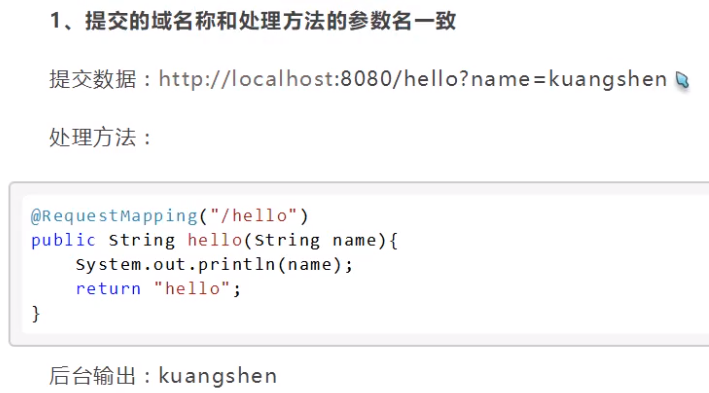 1、提交的域名称和处理方法的参数名一致
提交数据：http://localhost:8080/hello?name=kuangshen
处理方法：
@RequestMapping("/hello")
public String hello(String name){
    System.out.println(name);
    return "hello";
}
后台输出：kuangshen